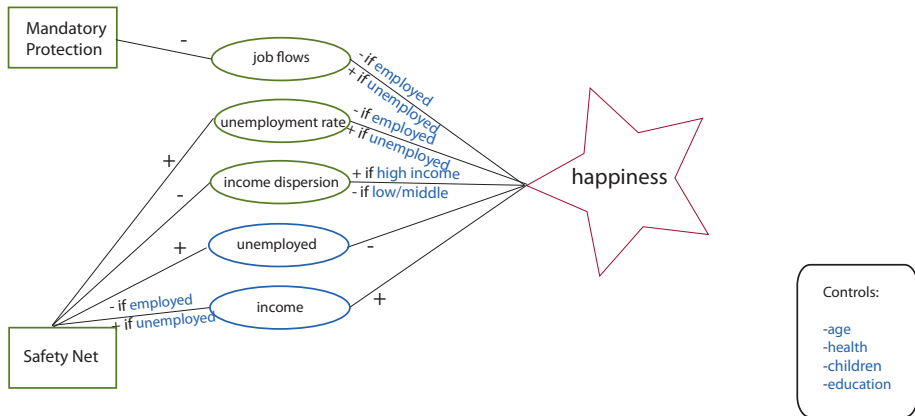 Mandatory
Protection
-
job flows
- if employed
+ if unemployed
unemployment rate
- if employed
+ if unemployed
+
income dispersion
+ if high income
- if low/middle
-
happiness
unemployed
+
-
- if employed
+ if unemployed
income
+
Safety Net
Controls:
-age
-health
-children
-education